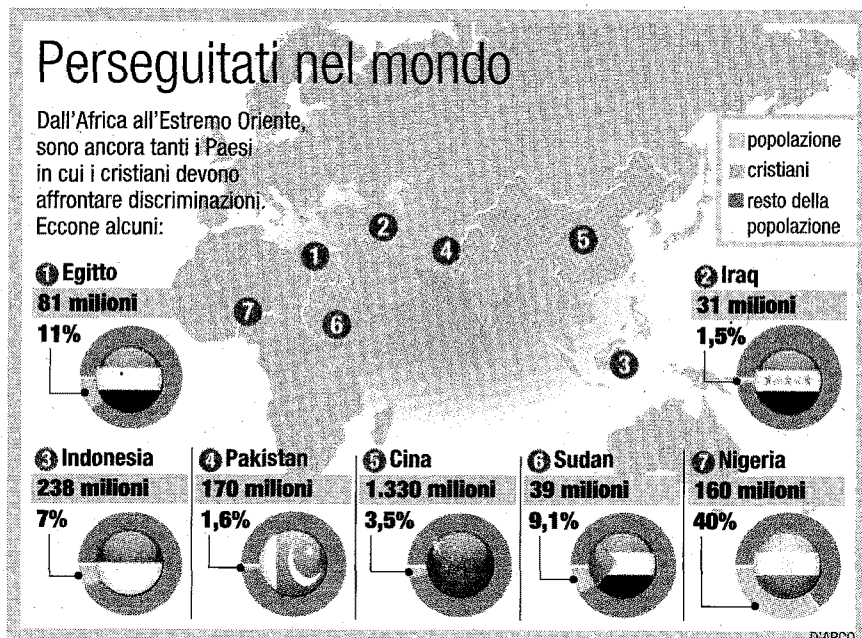 Perseguitati nel mondo
Dall'Africa all'Estremo Oriente,
sono ancora tanti i Paesi
in cui i cristiani devono
affrontare discriminazioni.
Eccone alcuni:
popolazione
cristiani
resto della
popolazione
2
1
4
5
7
6
3
1 Egitto
81 milioni
11%
2 Iraq
31 milioni
1,5%
3 Indonesia
238 milioni
7%
4 Pakistan
170 milioni
1,6%
5 Cina
1.330 milioni
3,5%
6 Sudan
39 milioni
9,1%
7 Nigeria
160 milioni
40%
D'ARCO